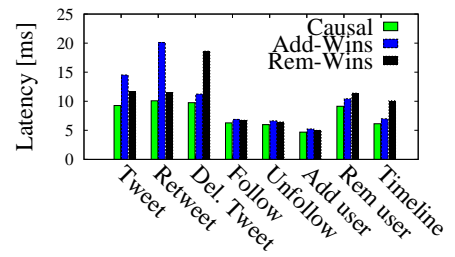 Latency [ms]
25
20
15
10
5
0
Causal
Add-Wins
Rem-Wins
Tweet
Retweet
Del. Tweet
Follow
Unfollow
Add user
Rem user
Timeline